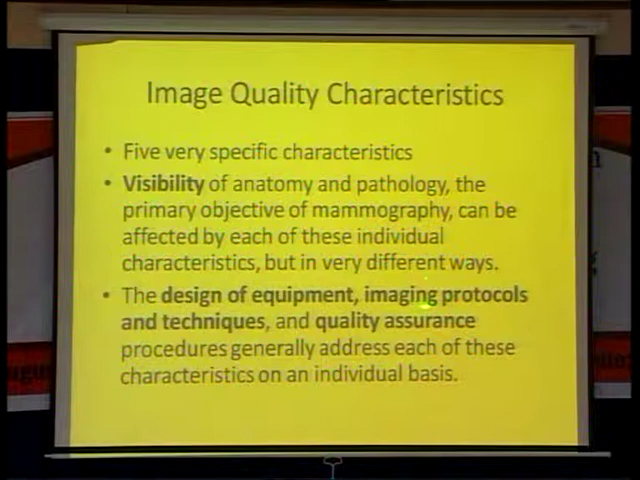 Image Quality Characteristics
• Five very specific characteristics
• Visibility of anatomy and pathology, the
primary objective of mammography, can be
affected by each of these individual
characteristics, but in very different ways.
• The design of equipment, imaging protocols
and techniques, and quality assurance
procedures generally address each of these
characteristics on an individual basis.